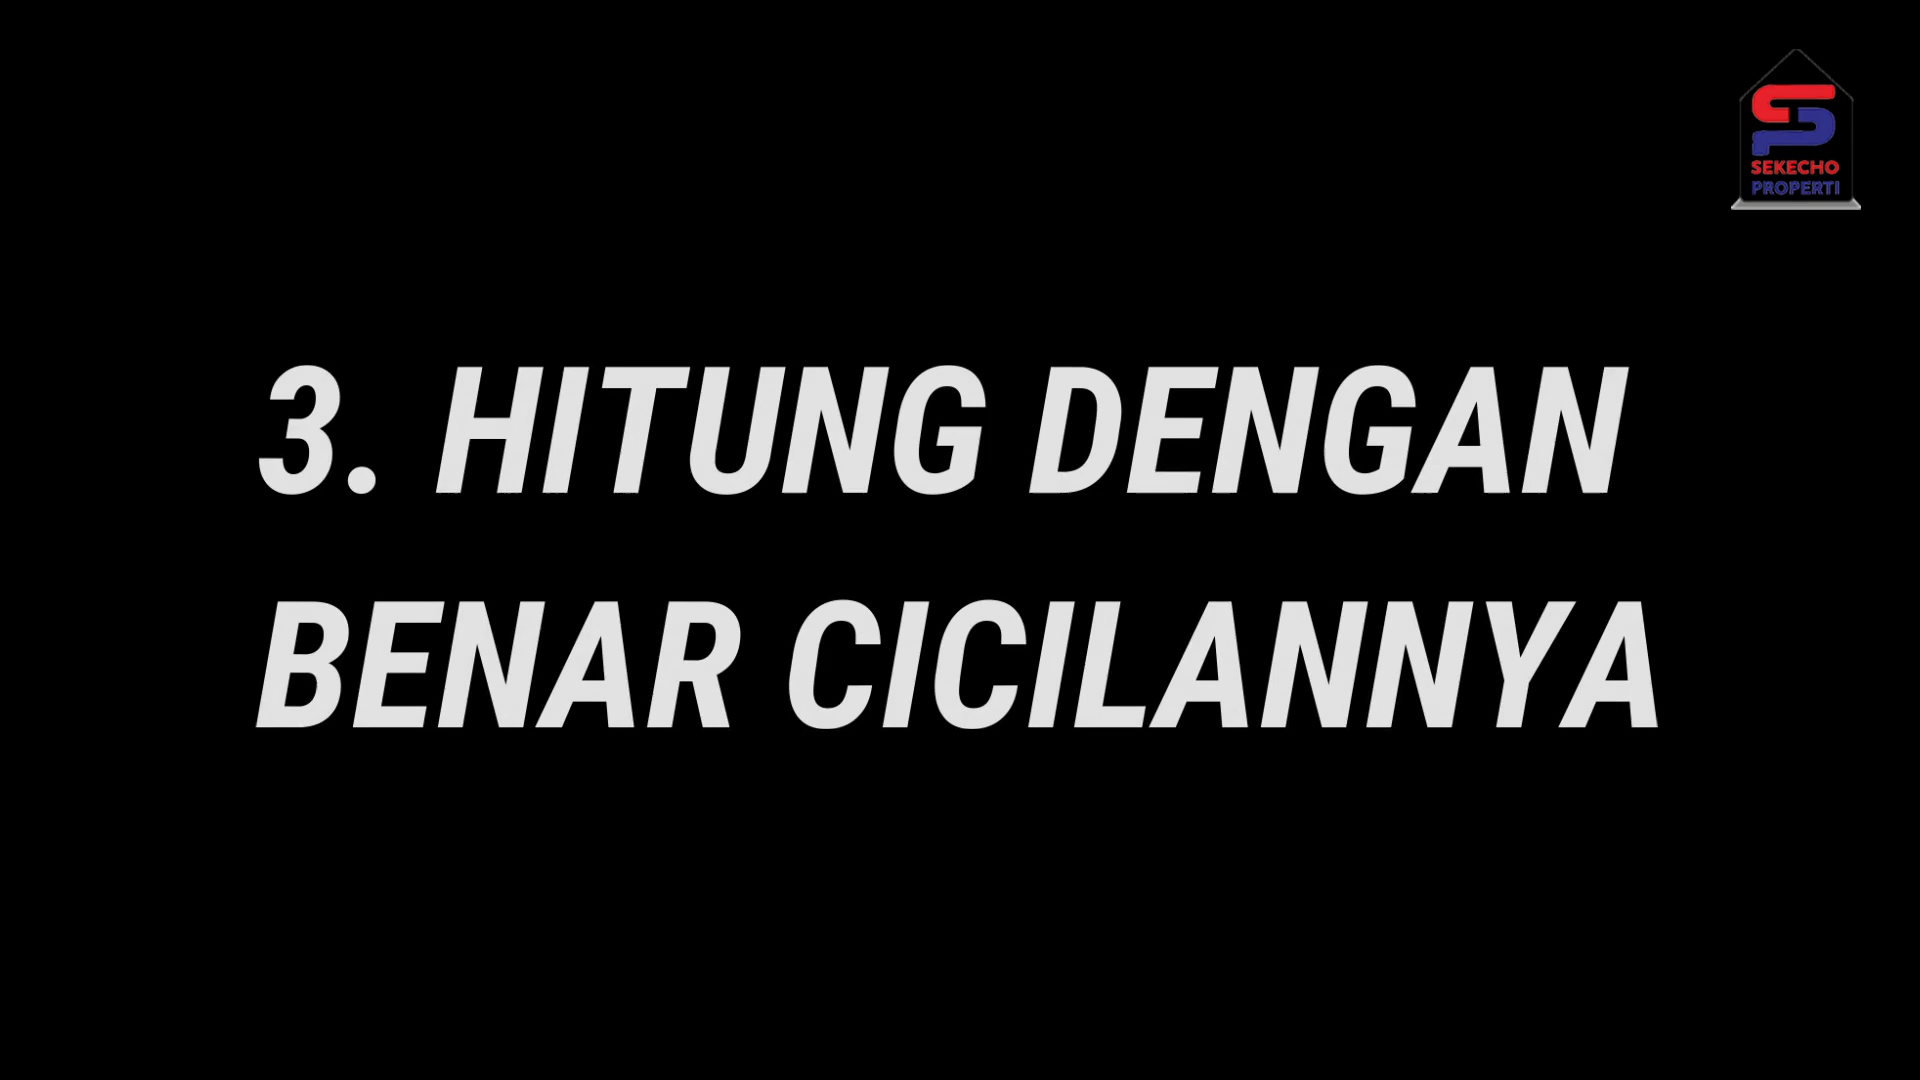 SEKECHO
PROPERTI
3. HITUNG DENGAN
BENAR CICILANNYA